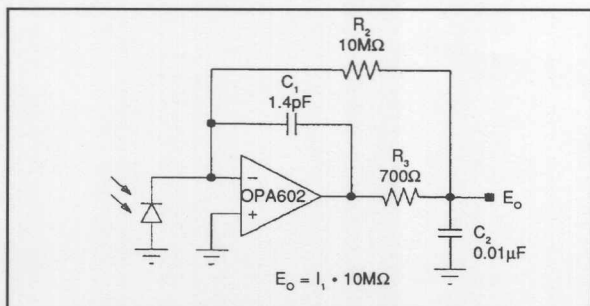 R2
10MΩ
C1
1.4pF
R3
700Ω
−
OPA602
+
EO
C2
0.01µF
EO = I1 • 10MΩ